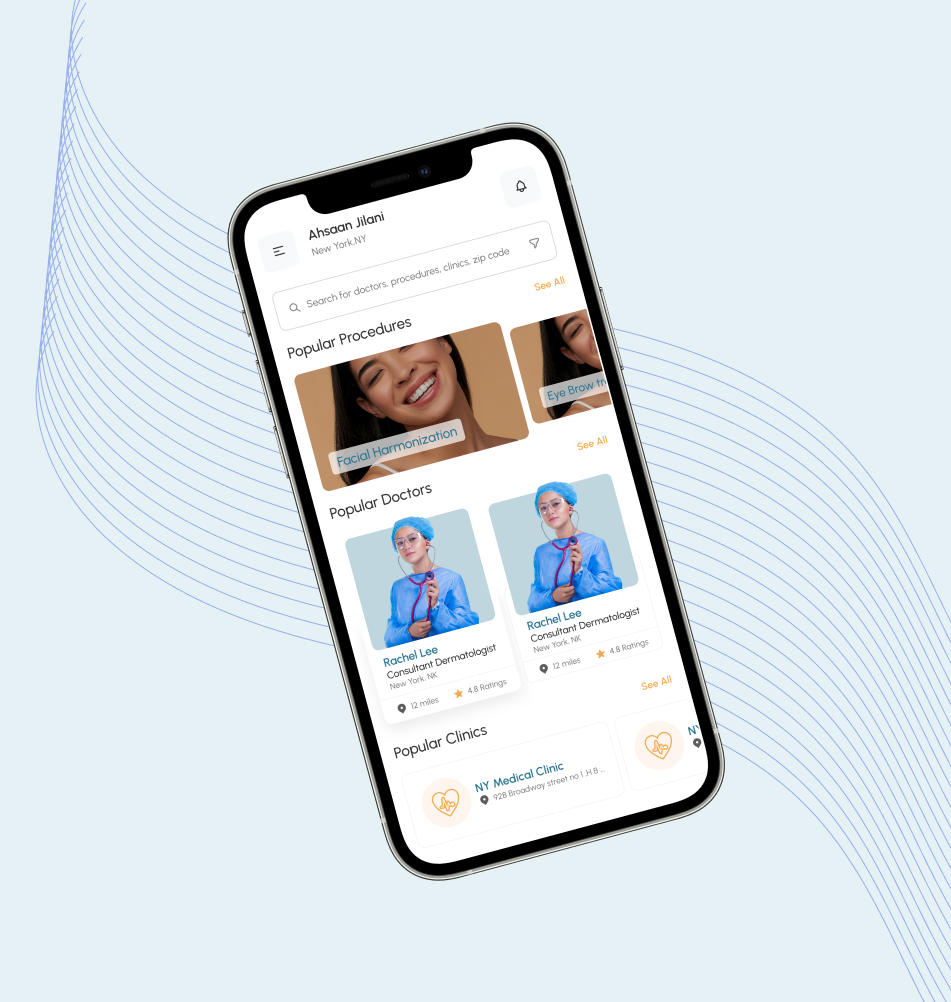 Ahsaan Jilani
New York,NY
Search for doctors, procedures, clinics, zip code
Popular Procedures
See All
Facial Harmonization
Eye Brow tr
Popular Doctors
See All
Rachel Lee
Consultant Dermatologist
New York, NK
12 miles
4.8 Ratings
Rachel Lee
Consultant Dermatologist
New York, NK
12 miles
4.8 Ratings
Popular Clinics
See All
NY Medical Clinic
928 Broadway street no 1 ,H B ...
NY